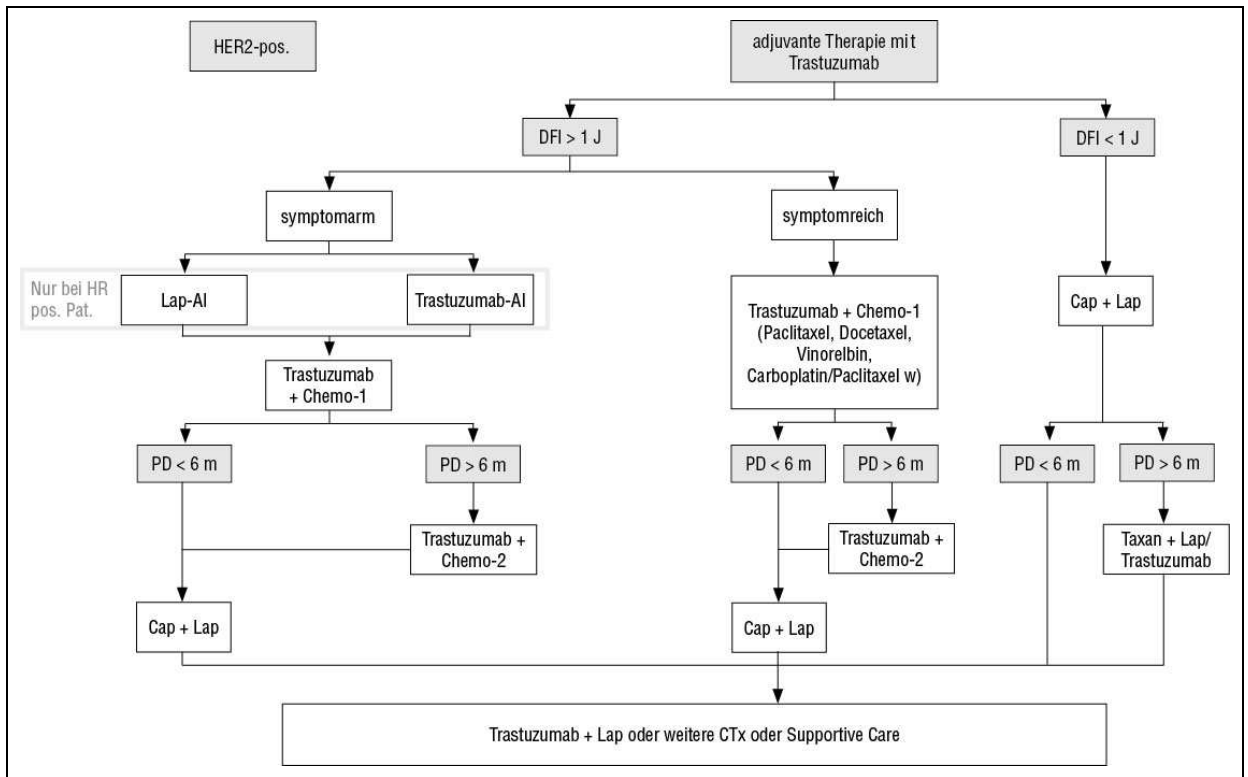 HER2-pos.
adjuvante Therapie mit
Trastuzumab
DFI > 1 J
DFI < 1 J
symptomarm
symptomreich
Nur bei HR
pos. Pat.
Lap-AI
Trastuzumab-AI
Trastuzumab + Chemo-1
(Paclitaxel, Docetaxel,
Vinorelbin,
Carboplatin/Paclitaxel w)
Cap + Lap
Trastuzumab
+ Chemo-1
PD < 6 m
PD > 6 m
PD < 6 m
PD > 6 m
PD < 6 m
PD > 6 m
Trastuzumab +
Chemo-2
Trastuzumab +
Chemo-2
Taxan + Lap/
Trastuzumab
Cap + Lap
Cap + Lap
Trastuzumab + Lap oder weitere CTx oder Supportive Care